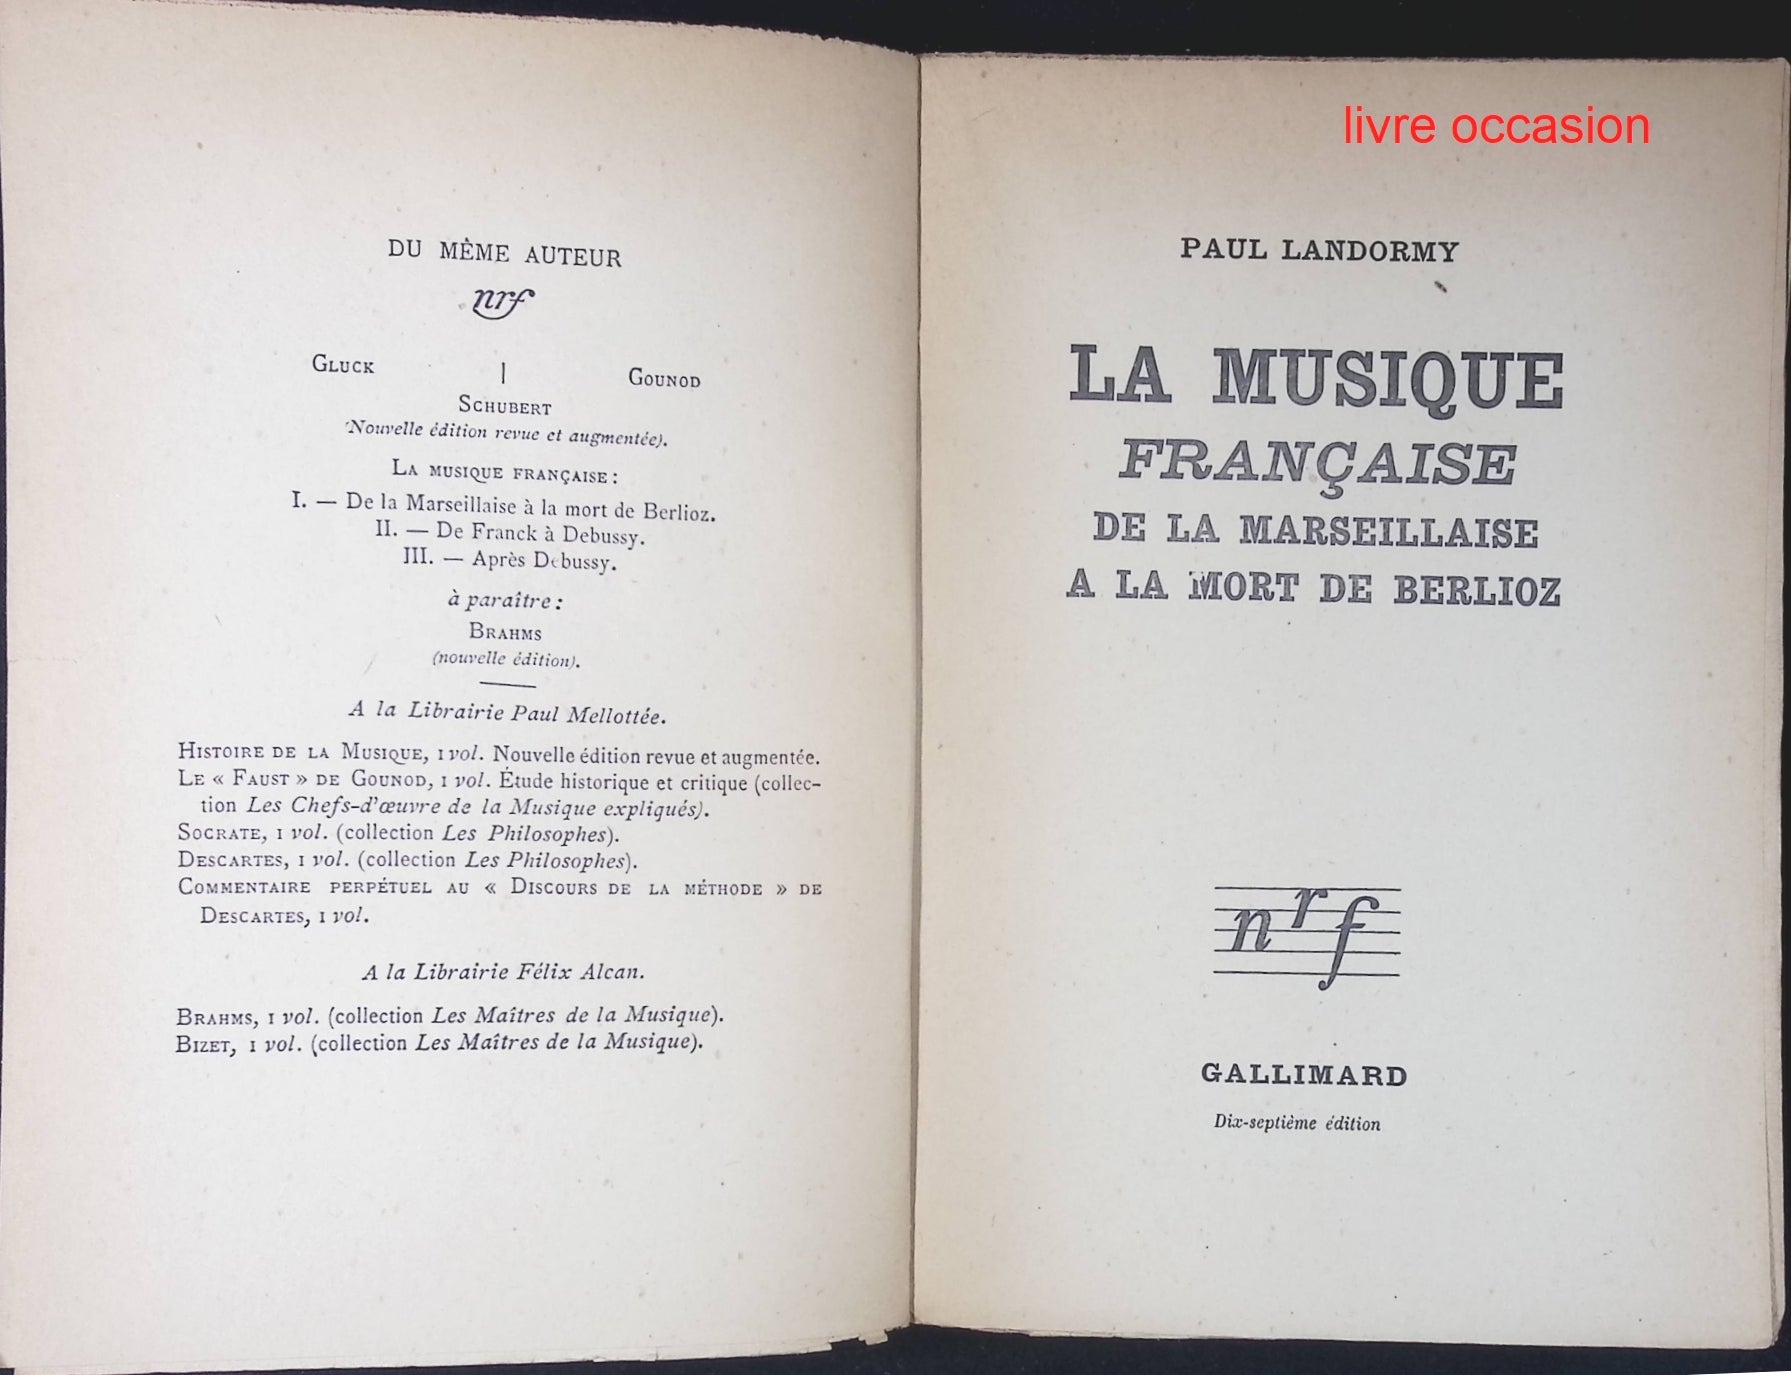 DU MÊME AUTEUR
nrf
GLUCK | GOUNOD
SCHUBERT
(Nouvelle édition revue et augmentée).
LA MUSIQUE FRANÇAISE :
I. — De la Marseillaise à la mort de Berlioz.
II. — De Franck à Debussy.
III. — Après Debussy.
à paraître :
BRAHMS
(nouvelle édition).
A la Librairie Paul Mellottée.
HISTOIRE DE LA MUSIQUE, 1 vol. Nouvelle édition revue et augmentée.
LE « FAUST » DE GOUNOD, 1 vol. Étude historique et critique (collec-
tion Les Chefs-d'œuvre de la Musique expliqués).
SOCRATE, 1 vol. (collection Les Philosophes).
DESCARTES, 1 vol. (collection Les Philosophes).
COMMENTAIRE PERPÉTUEL AU « DISCOURS DE LA MÉTHODE » DE
DESCARTES, 1 vol.
A la Librairie Félix Alcan.
BRAHMS, 1 vol. (collection Les Maîtres de la Musique).
BIZET, 1 vol. (collection Les Maîtres de la Musique).
livre occasion
PAUL LANDORMY
LA MUSIQUE
FRANÇAISE
DE LA MARSEILLAISE
A LA MORT DE BERLIOZ
nrf
GALLIMARD
Dix-septième édition